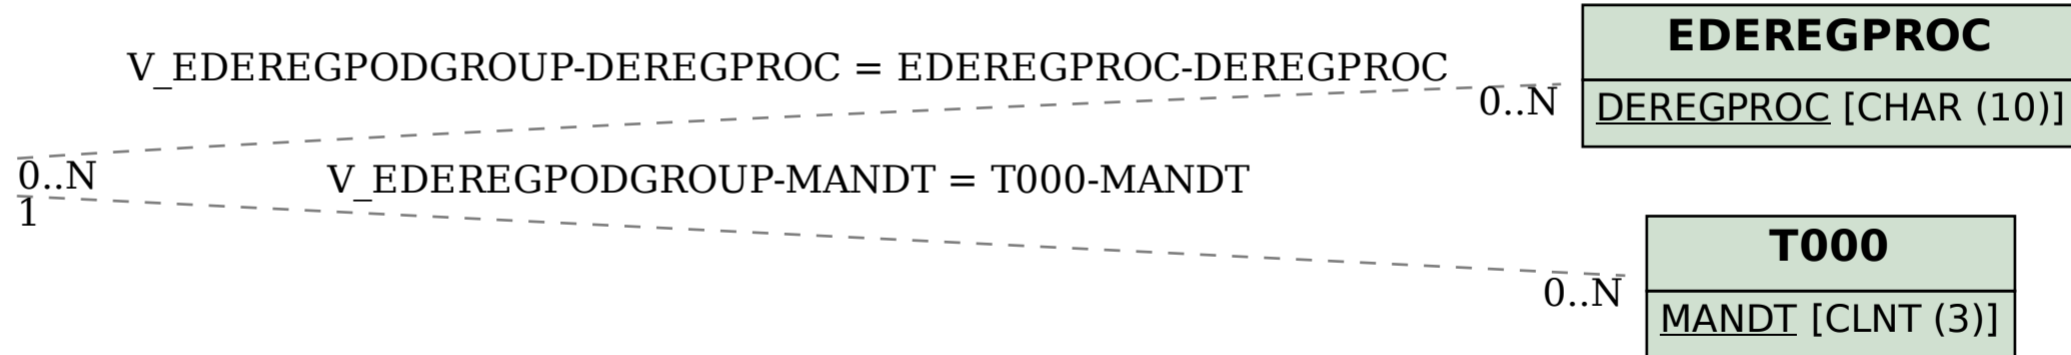 EDEREGPROC
V_EDEREGPODGROUP-DEREGPROC = EDEREGPROC-DEREGPROC
0..N
DEREGPROC [CHAR (10)]
0..N
V_EDEREGPODGROUP-MANDT = T000-MANDT
1
T000
0..N
MANDT [CLNT (3)]